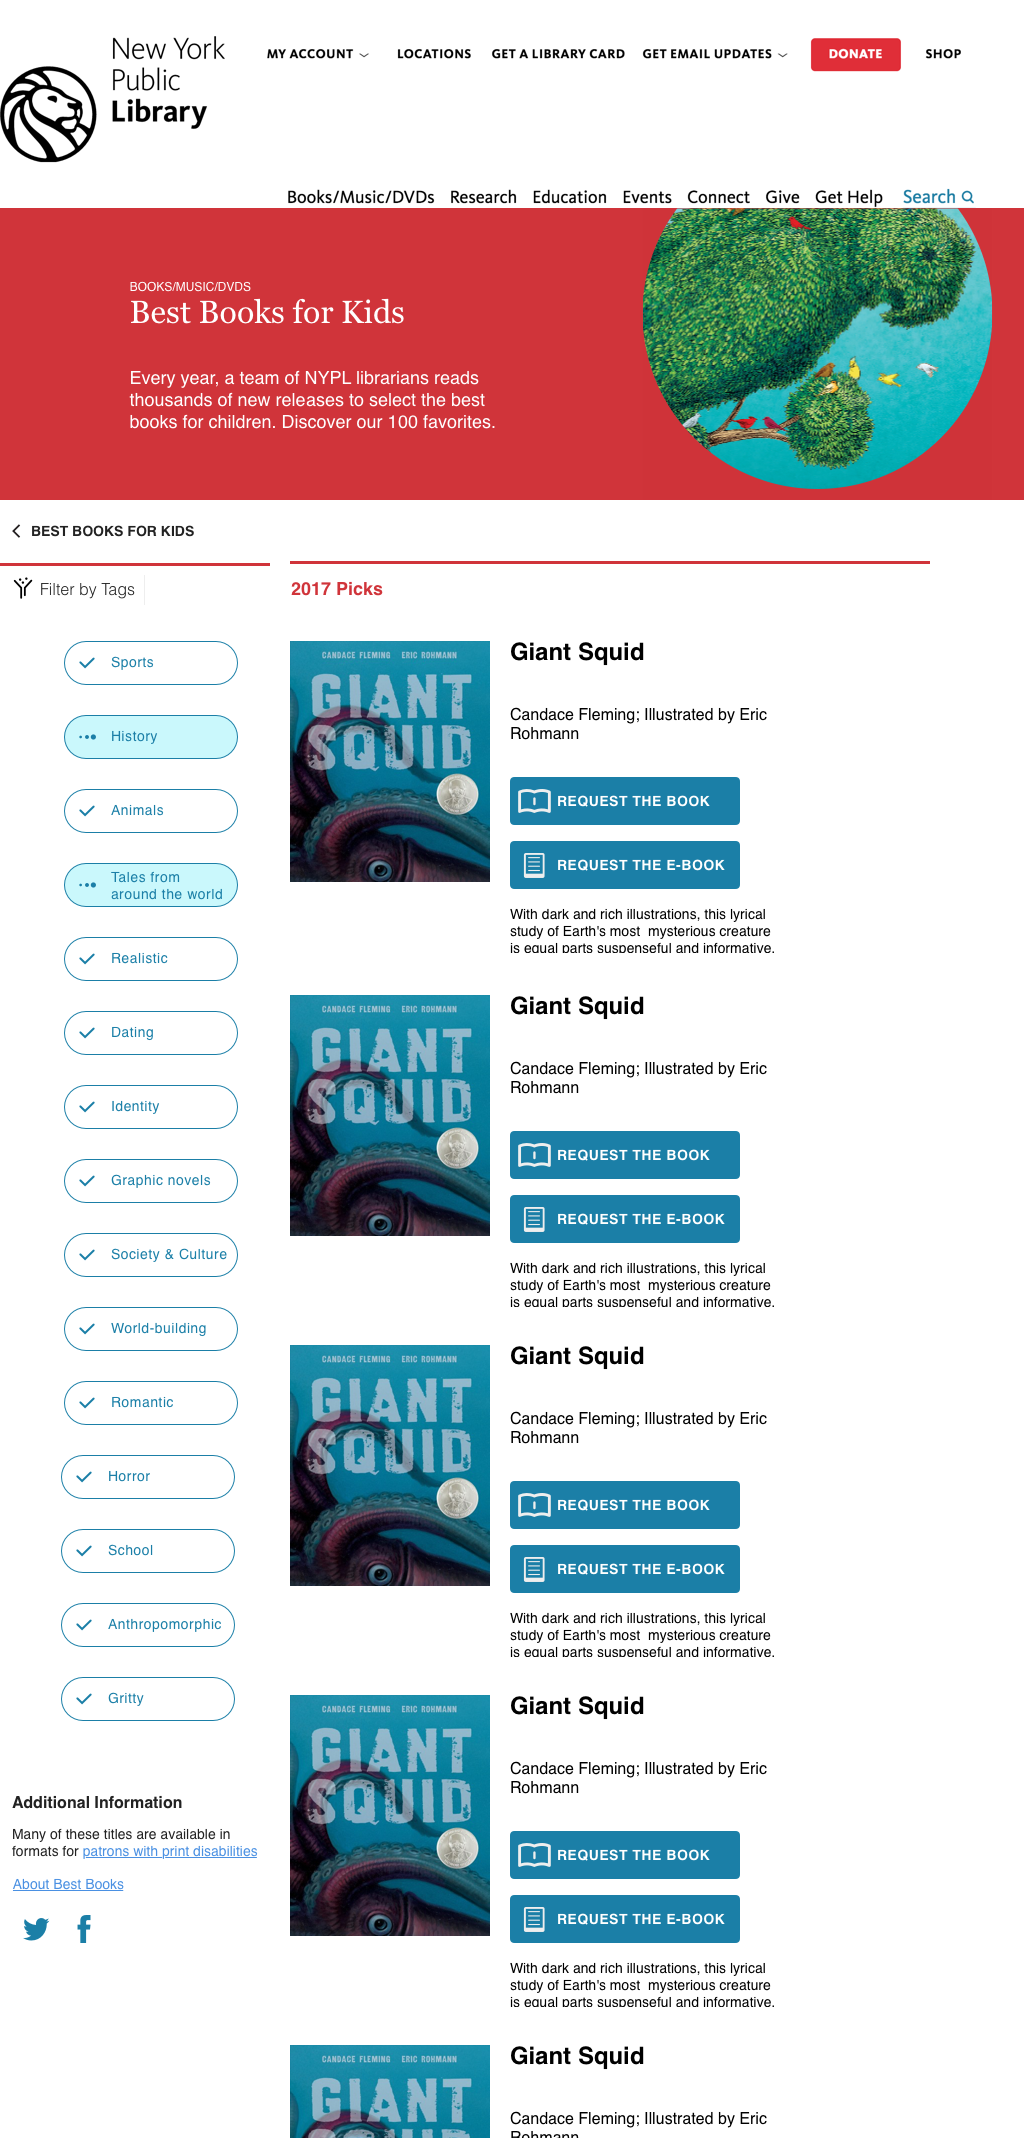 New York
Public
Library
MY ACCOUNT
LOCATIONS
GET A LIBRARY CARD
GET EMAIL UPDATES
DONATE
SHOP
Books/Music/DVDs
Research
Education
Events
Connect
Give
Get Help
Search
BOOKS/MUSIC/DVDS
Best Books for Kids
Every year, a team of NYPL librarians reads
thousands of new releases to select the best
books for children. Discover our 100 favorites.
BEST BOOKS FOR KIDS
Filter by Tags
Sports
History
Animals
Tales from
around the world
Realistic
Dating
Identity
Graphic novels
Society & Culture
World-building
Romantic
Horror
School
Anthropomorphic
Gritty
Additional Information
Many of these titles are available in
formats for patrons with print disabilities
About Best Books
2017 Picks
CANDACE FLEMING ERIC ROHMANN
GIANT
SQUID
Giant Squid
Candace Fleming; Illustrated by Eric
Rohmann
REQUEST THE BOOK
REQUEST THE E-BOOK
With dark and rich illustrations, this lyrical
study of Earth's most mysterious creature
is equal parts suspenseful and informative.
CANDACE FLEMING ERIC ROHMANN
GIANT
SQUID
Giant Squid
Candace Fleming; Illustrated by Eric
Rohmann
REQUEST THE BOOK
REQUEST THE E-BOOK
With dark and rich illustrations, this lyrical
study of Earth's most mysterious creature
is equal parts suspenseful and informative.
CANDACE FLEMING ERIC ROHMANN
GIANT
SQUID
Giant Squid
Candace Fleming; Illustrated by Eric
Rohmann
REQUEST THE BOOK
REQUEST THE E-BOOK
With dark and rich illustrations, this lyrical
study of Earth's most mysterious creature
is equal parts suspenseful and informative.
CANDACE FLEMING ERIC ROHMANN
GIANT
SQUID
Giant Squid
Candace Fleming; Illustrated by Eric
Rohmann
REQUEST THE BOOK
REQUEST THE E-BOOK
With dark and rich illustrations, this lyrical
study of Earth's most mysterious creature
is equal parts suspenseful and informative.
CANDACE FLEMING ERIC ROHMANN
GIANT
Giant Squid
Candace Fleming; Illustrated by Eric
Rohmann